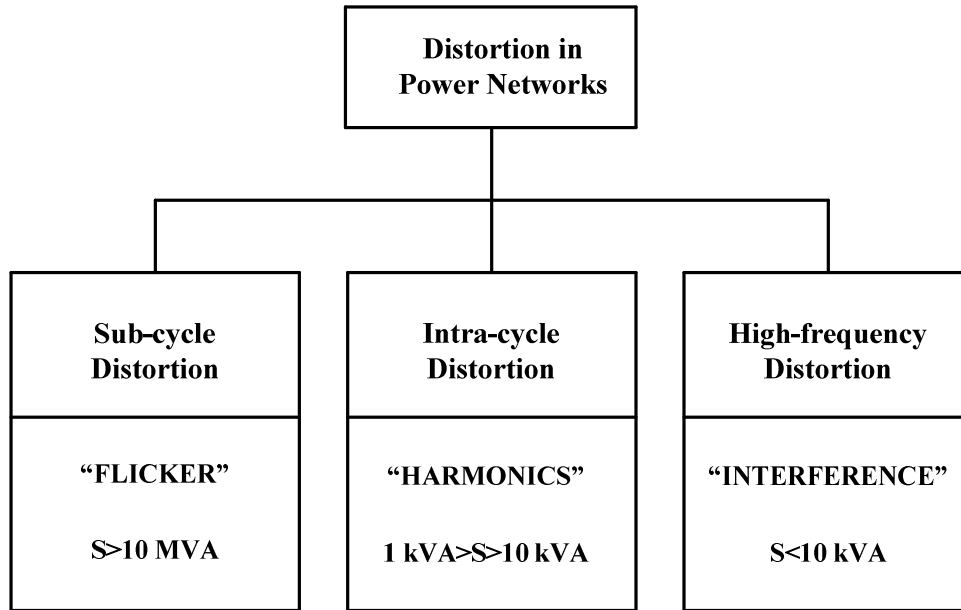 Distortion in
Power Networks
Sub-cycle
Distortion
“FLICKER”
S>10 MVA
Intra-cycle
Distortion
“HARMONICS”
1 kVA>S>10 kVA
High-frequency
Distortion
“INTERFERENCE”
S<10 kVA